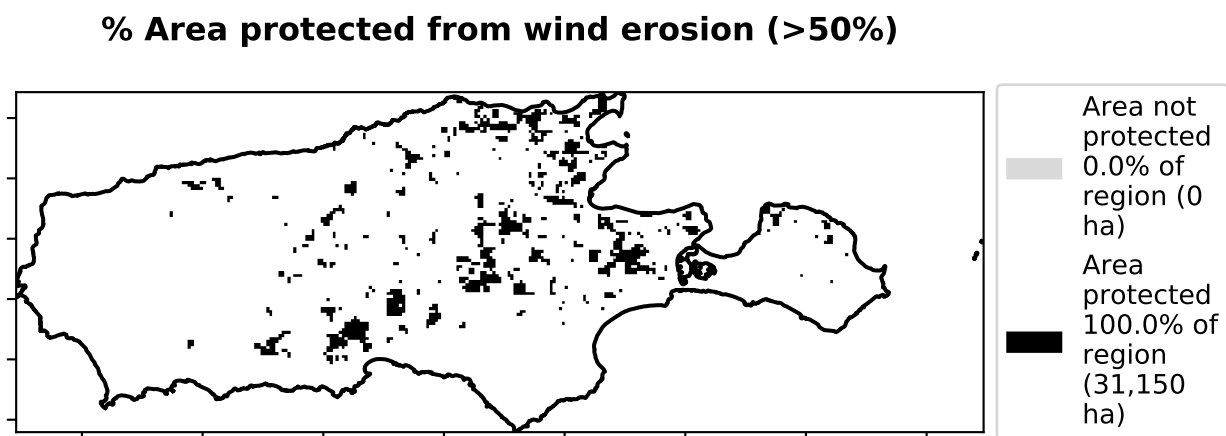 % Area protected from wind erosion (>50%)
Area not
protected
0.0% of
region (0
ha)
Area
protected
100.0% of
region
(31,150
ha)